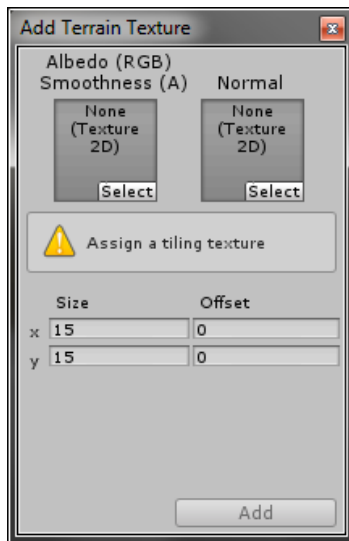 Add Terrain Texture
Albedo (RGB)
Smoothness (A) Normal
None None
(Texture (Texture
2D) 2D)
Select Select
Assign a tiling texture
Size Offset
x 15 0
y 15 0
Add